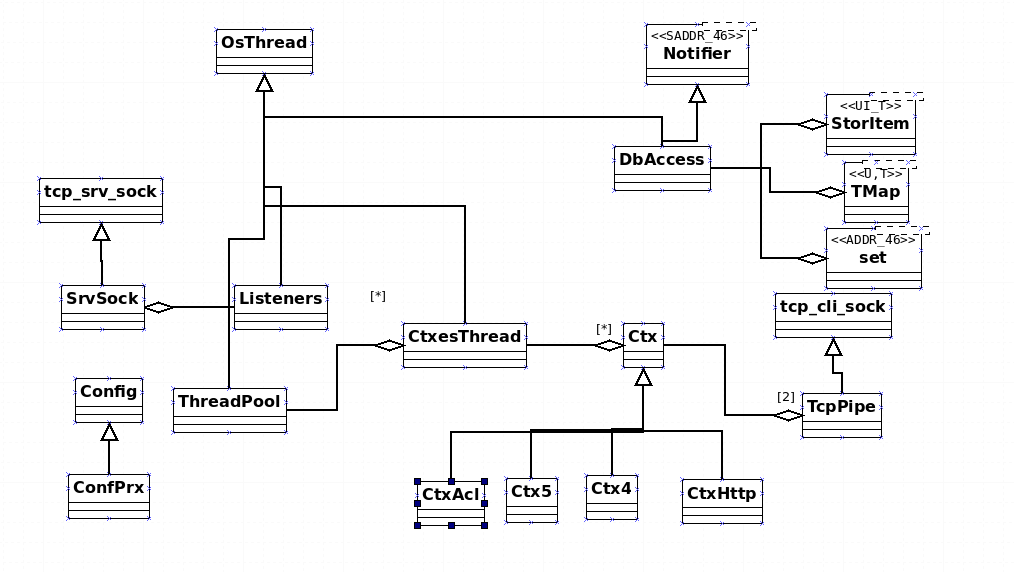 OsThread
<<SADDR_46>>
Notifier
<<UI_T>>
StorItem
DbAccess
<<U,T>>
TMap
tcp_srv_sock
<<ADDR_46>>
set
SrvSock
Listeners
[*]
tcp_cli_sock
CtxesThread
[*]
Ctx
Config
ThreadPool
[2]
TcpPipe
ConfPrx
CtxAcl
Ctx5
Ctx4
CtxHttp